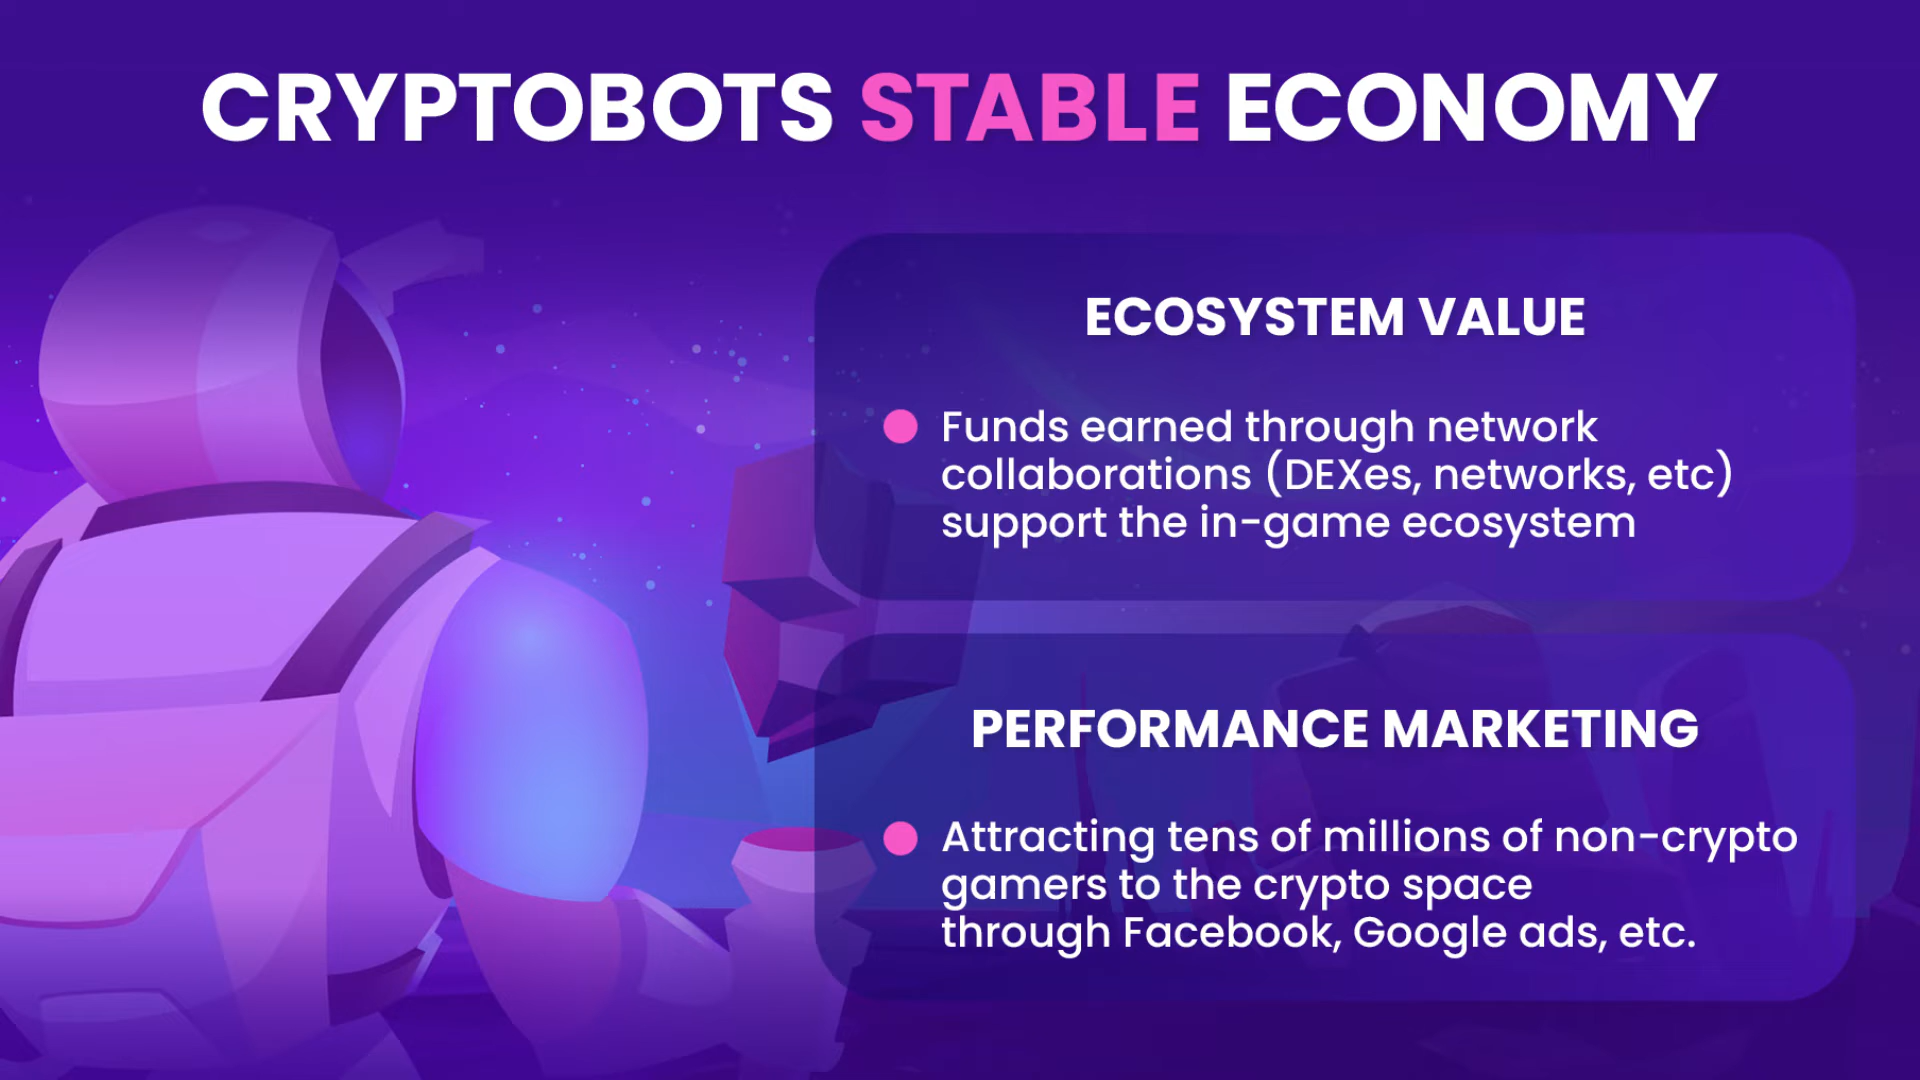 CRYPTOBOTS STABLE ECONOMY
ECOSYSTEM VALUE
Funds earned through network
collaborations (DEXes, networks, etc)
support the in-game ecosystem
PERFORMANCE MARKETING
Attracting tens of millions of non-crypto
gamers to the crypto space
through Facebook, Google ads, etc.